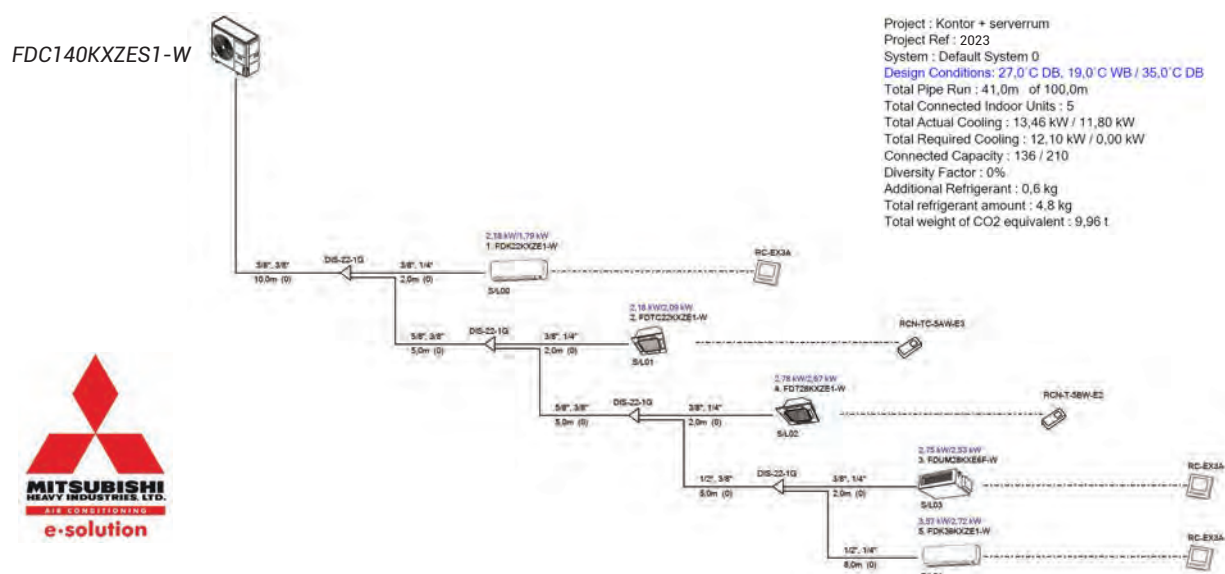 FDC140KXZES1-W
Project : Kontor + serverrum
Project Ref : 2023
System : Default System 0
Design Conditions: 27,0°C DB, 19,0°C WB / 35,0°C DB
Total Pipe Run : 41,0m of 100,0m
Total Connected Indoor Units : 5
Total Actual Cooling : 13,46 kW / 11,80 kW
Total Required Cooling : 12,10 kW / 0,00 kW
Connected Capacity : 136 / 210
Diversity Factor : 0%
Additional Refrigerant : 0,6 kg
Total refrigerant amount : 4,8 kg
Total weight of CO2 equivalent : 9,96 t
2,18 kW/1,79 kW
1. FDK22KXZE1-W
RC-EX3A
5/8", 3/8"
DIS-22-1G
3/8", 1/4"
10,0m (0)
2,0m (0)
S/L00
2,18 kW/2,09 kW
2. FDTC22KXZE1-W
RCN-TC-5AW-E3
5/8", 3/8"
DIS-22-1G
3/8", 1/4"
5,0m (0)
2,0m (0)
S/L01
2,78 kW/2,67 kW
4. FDT28KXZE1-W
RCN-T-5BW-E2
5/8", 3/8"
DIS-22-1G
3/8", 1/4"
5,0m (0)
2,0m (0)
S/L02
2,75 kW/2,53 kW
3. FDUM28KXE6F-W
RC-EX3A
1/2", 3/8"
DIS-22-1G
3/8", 1/4"
5,0m (0)
2,0m (0)
S/L03
3,57 kW/2,72 kW
5. FDK36KXZE1-W
RC-EX3A
1/2", 1/4"
8,0m (0)
MITSUBISHI
HEAVY INDUSTRIES, LTD.
AIR CONDITIONING
e-solution